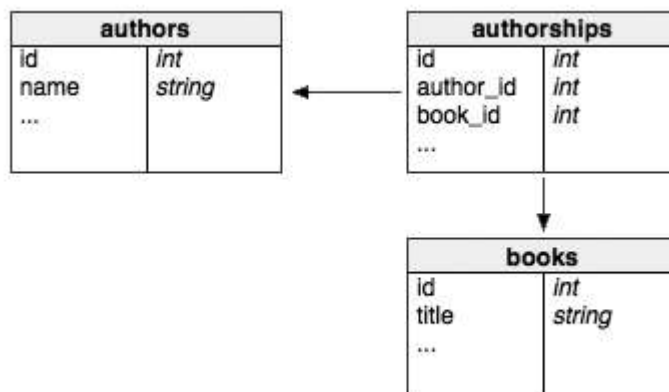 authors
id int
name string
...
authorships
id int
author_id int
book_id int
...
books
id int
title string
...